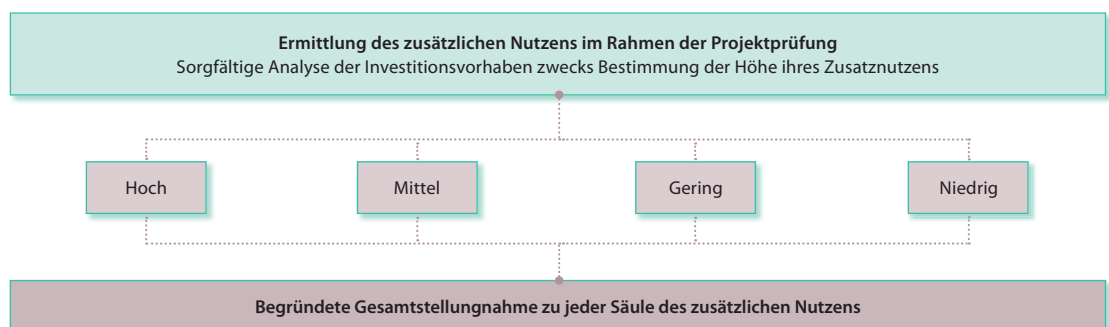 Ermittlung des zusätzlichen Nutzens im Rahmen der Projektprüfung
Sorgfältige Analyse der Investitionsvorhaben zwecks Bestimmung der Höhe ihres Zusatznutzens
Hoch
Mittel
Gering
Niedrig
Begründete Gesamtstellungnahme zu jeder Säule des zusätzlichen Nutzens